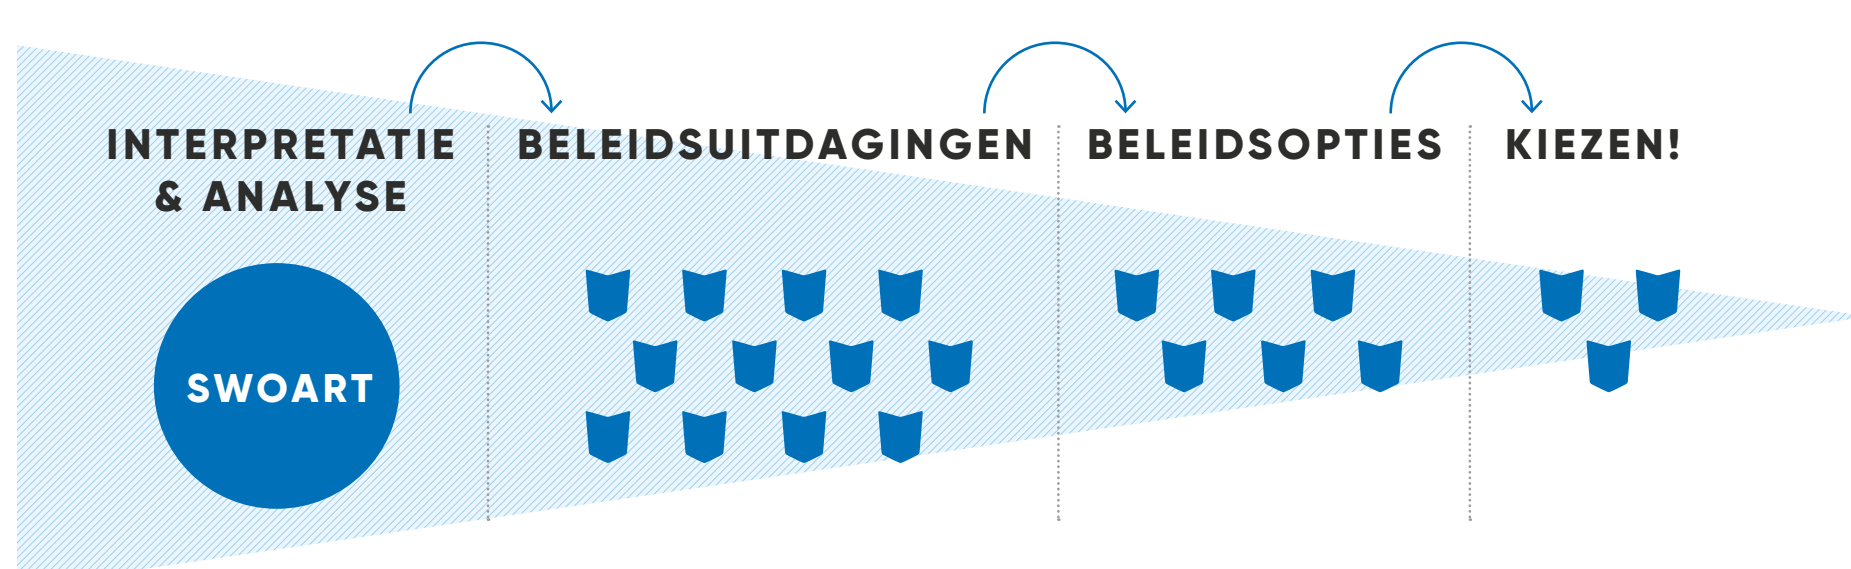 INTERPRETATIE
& ANALYSE
BELEIDSUITDAGINGEN
BELEIDSOPTIES
KIEZEN!
SWOART